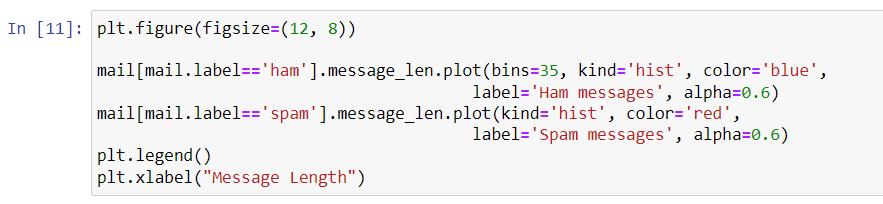 In [11]: plt.figure(figsize=(12, 8))
mail[mail.label=='ham'].message_len.plot(bins=35, kind='hist', color='blue',
label='Ham messages', alpha=0.6)
mail[mail.label=='spam'].message_len.plot(kind='hist', color='red',
label='Spam messages', alpha=0.6)
plt.legend()
plt.xlabel("Message Length")